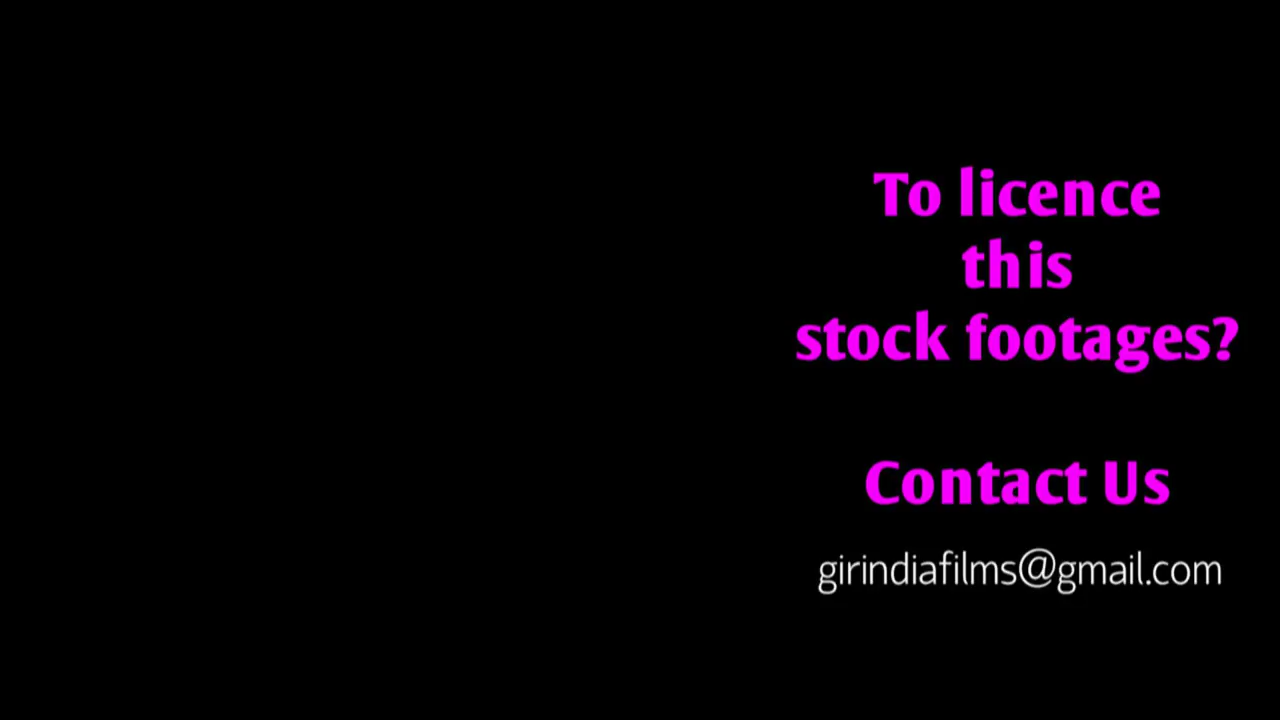 To licence
this
stock footages?
Contact Us
girindiafilms@gmail.com